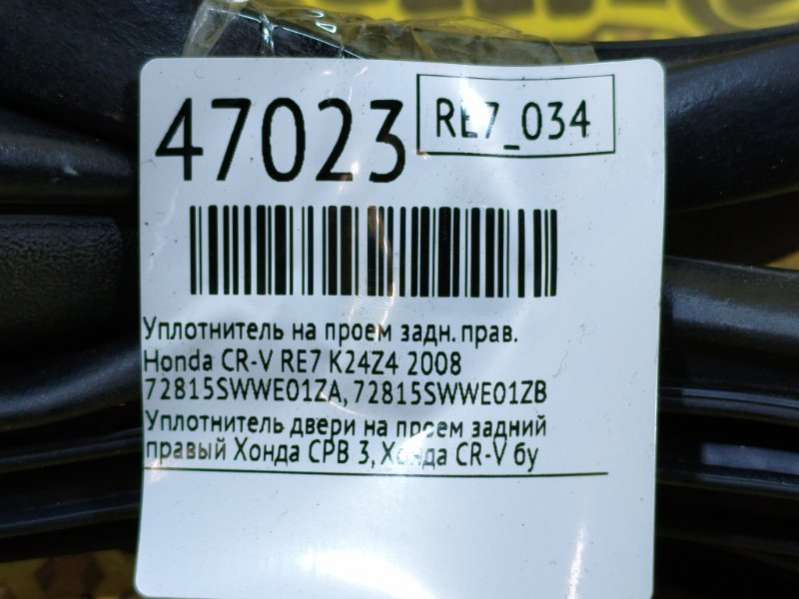 47023
RE7_034
Уплотнитель на проем задн. прав.
Honda CR-V RE7 K24Z4 2008
72815SWWE01ZA, 72815SWWE01ZB
Уплотнитель двери на проем задний
правый Хонда СРВ 3, Хонда CR-V бу